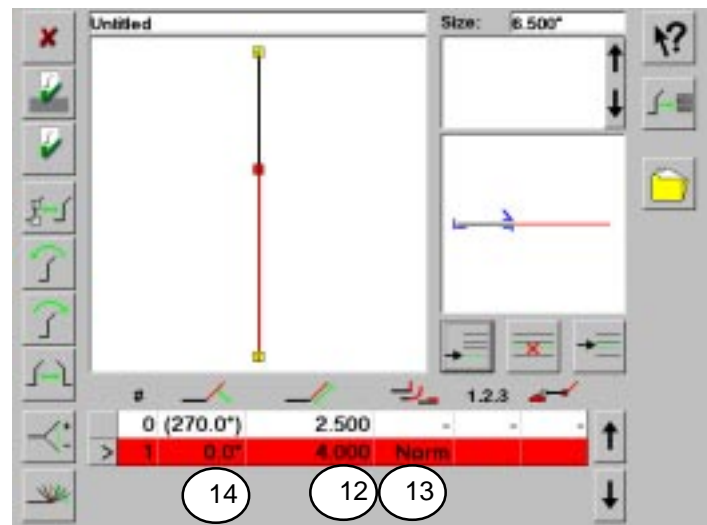 Untitled
Size: 6.500"
?
# 1.2.3
0 (270.0°) 2.500 - - -
> 1 0.0° 4.000 Norm
14 12 13